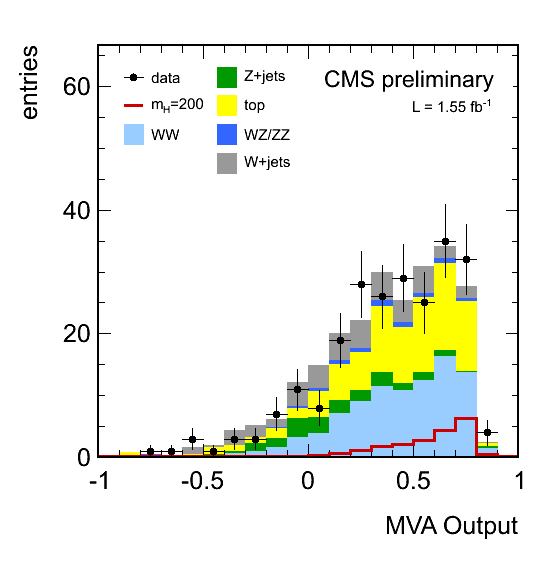 entries
60
40
20
0
data
m_H=200
WW
Z+jets
top
WZ/ZZ
W+jets
CMS preliminary
L = 1.55 fb⁻¹
-1
-0.5
0
0.5
1
MVA Output